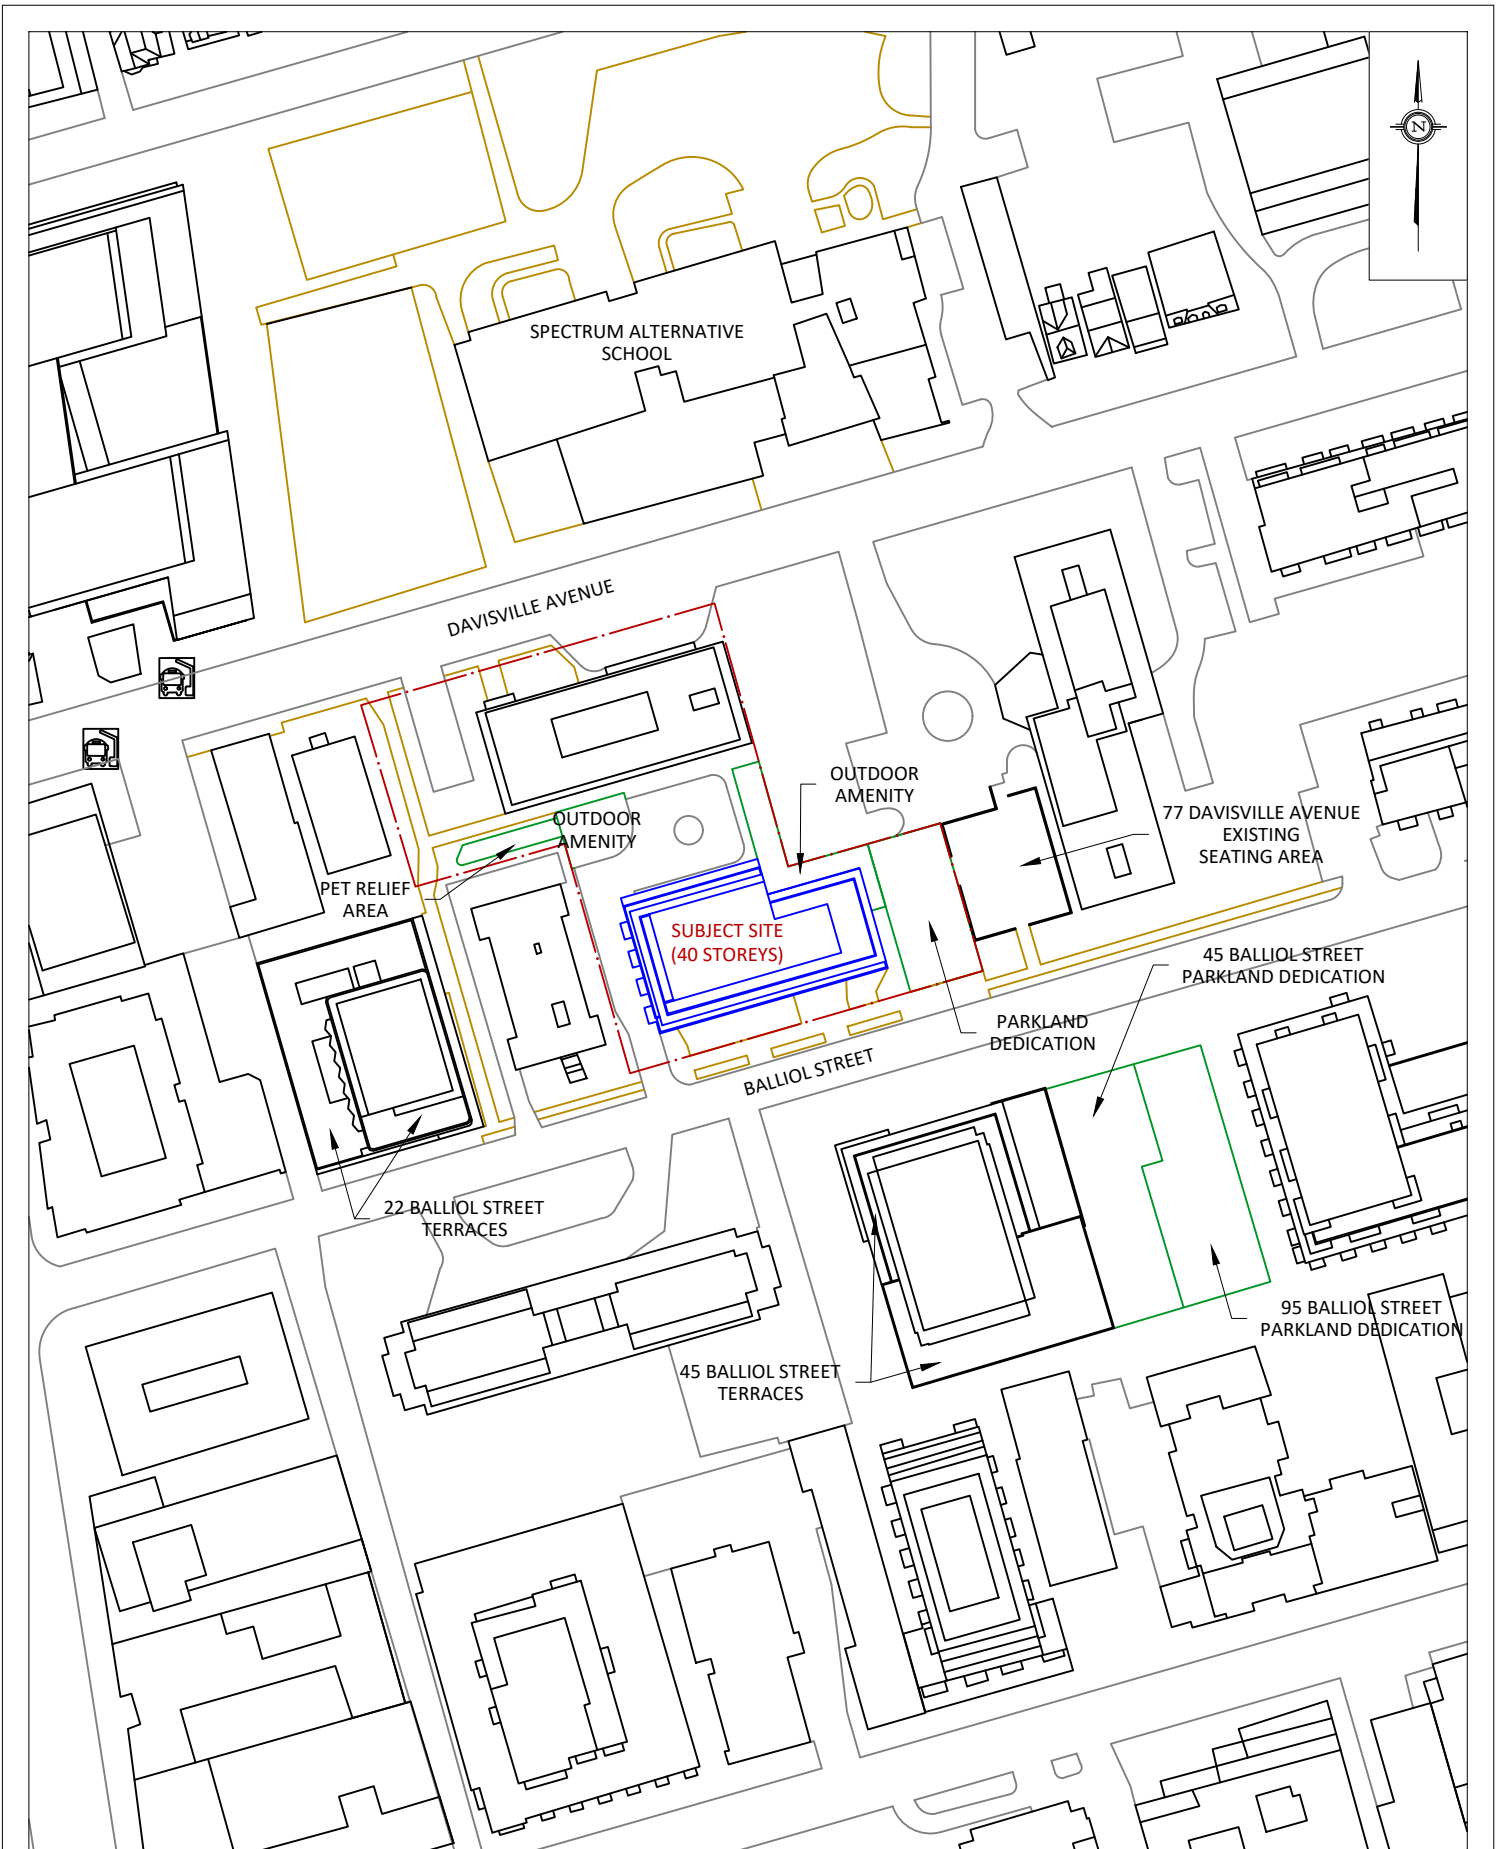 N
SPECTRUM ALTERNATIVE
SCHOOL
DAVISVILLE AVENUE
OUTDOOR
AMENITY
77 DAVISVILLE AVENUE
EXISTING
SEATING AREA
OUTDOOR
AMENITY
PET RELIEF
AREA
SUBJECT SITE
(40 STOREYS)
45 BALLIOL STREET
PARKLAND DEDICATION
PARKLAND
DEDICATION
BALLIOL STREET
22 BALLIOL STREET
TERRACES
95 BALLIOL STREET
PARKLAND DEDICATION
45 BALLIOL STREET
TERRACES